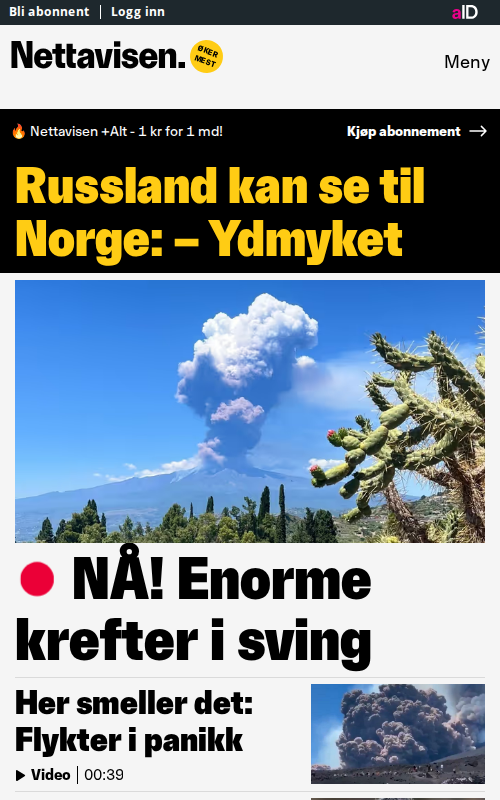 Bli abonnent | Logg inn
aID
Nettavisen.
ØKER
MEST
Meny
🔥 Nettavisen +Alt - 1 kr for 1 md!
Kjøp abonnement →
Russland kan se til
Norge: – Ydmyket
NÅ! Enorme
krefter i sving
Her smeller det:
Flykter i panikk
Video | 00:39